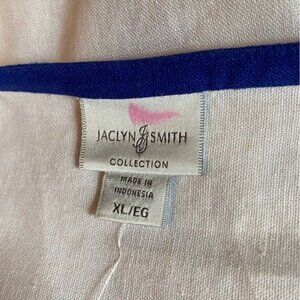 JACLYN SMITH
COLLECTION
MADE IN
INDONESIA
XL/EG